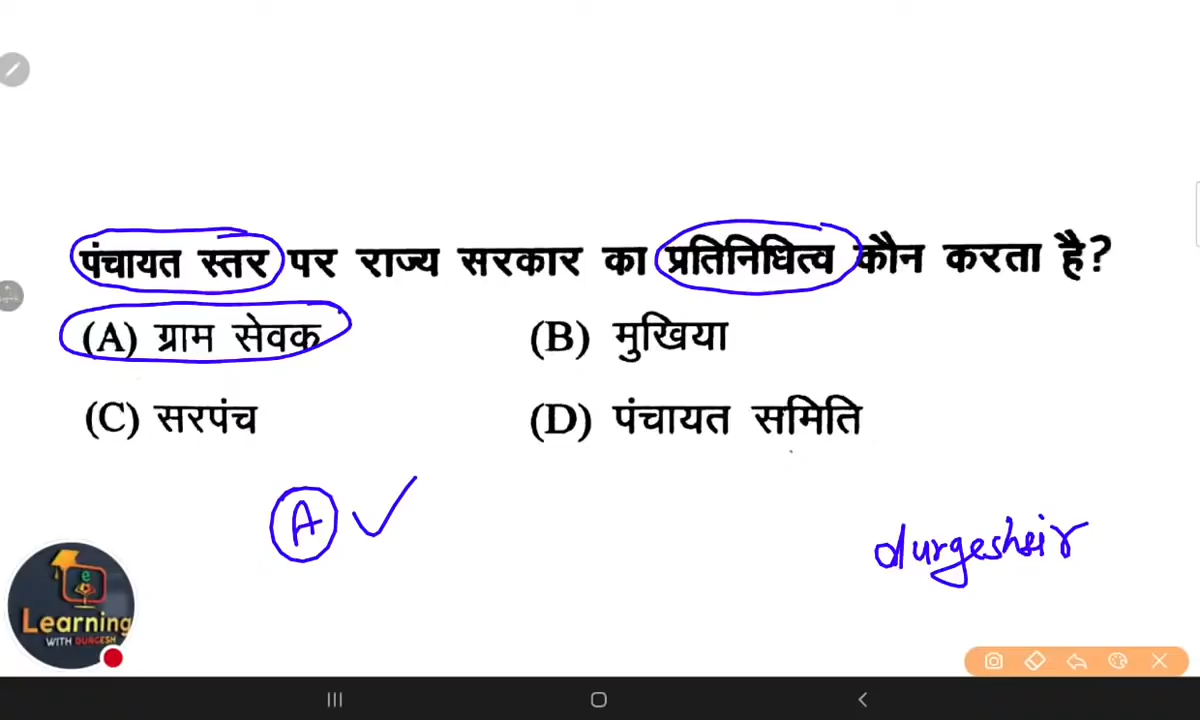 पंचायत स्तर पर राज्य सरकार का प्रतिनिधित्व कौन करता है?
(A) ग्राम सेवक (B) मुखिया
(C) सरपंच (D) पंचायत समिति
A
durgeshsir
e
Learning
WITH DURGESH